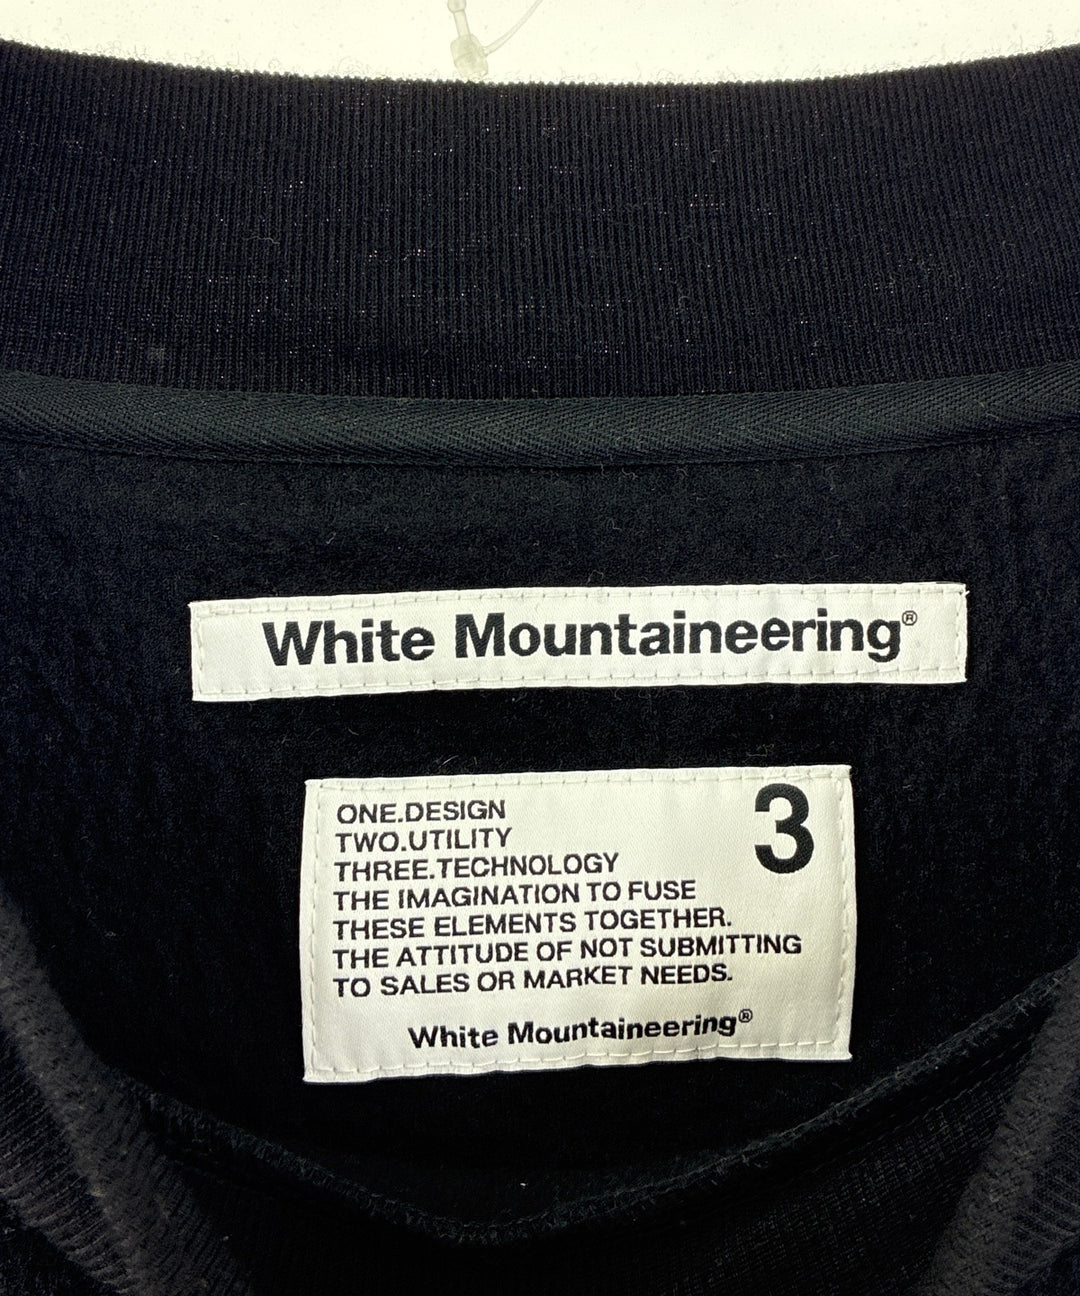 White Mountaineering®
3
ONE.DESIGN
TWO.UTILITY
THREE.TECHNOLOGY
THE IMAGINATION TO FUSE
THESE ELEMENTS TOGETHER.
THE ATTITUDE OF NOT SUBMITTING
TO SALES OR MARKET NEEDS.
White Mountaineering®